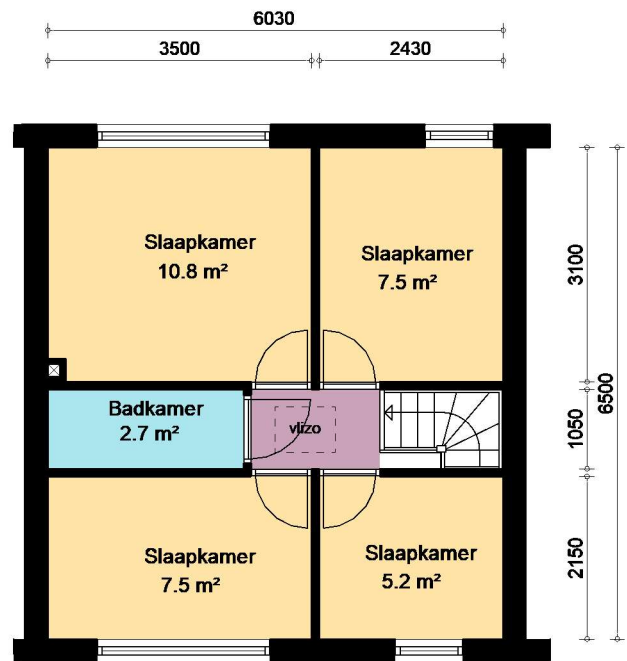 6030
3500
2430
Slaapkamer
10.8 m²
Slaapkamer
7.5 m²
3100
Badkamer
2.7 m²
vlizo
1050
6500
Slaapkamer
7.5 m²
Slaapkamer
5.2 m²
2150